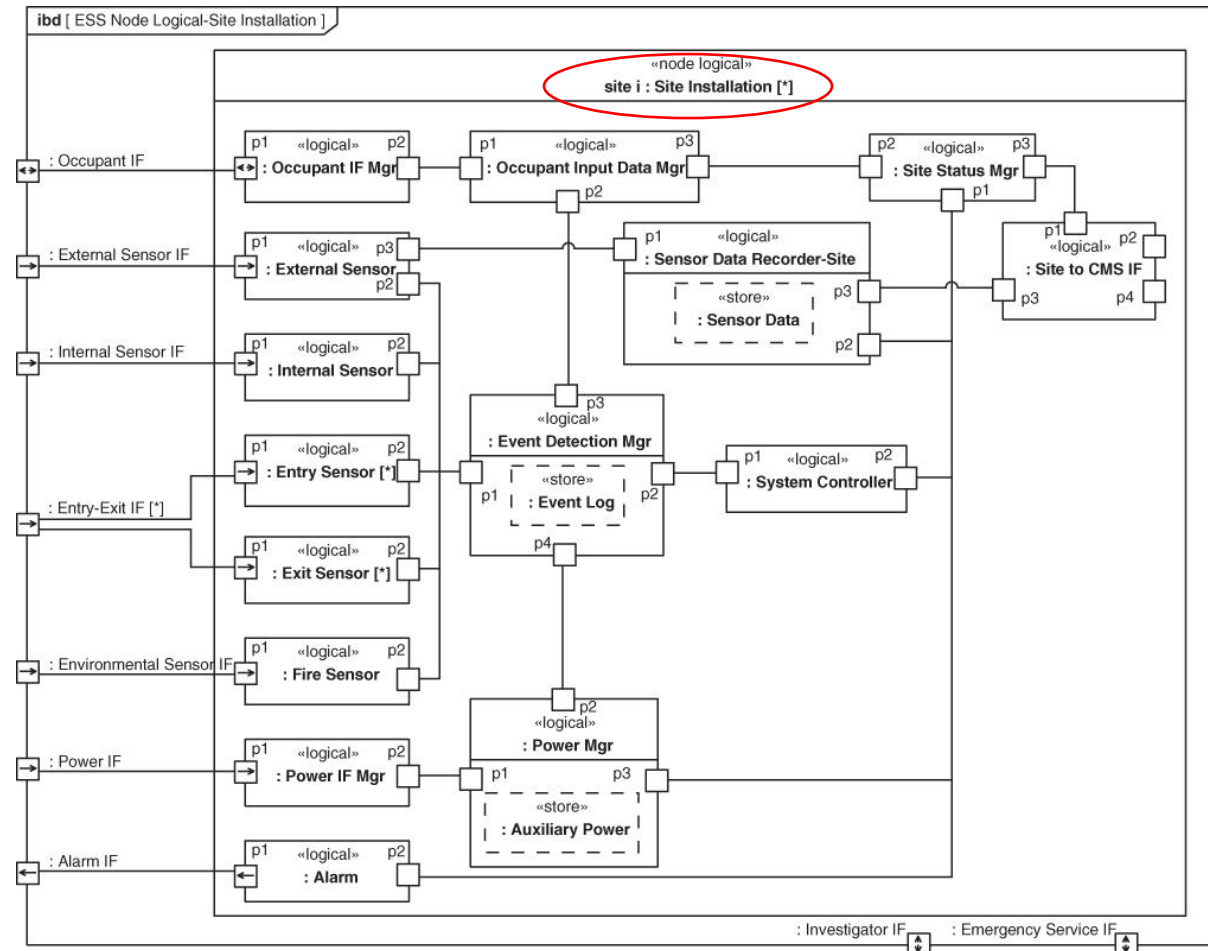 ibd [ ESS Node Logical-Site Installation ]
«node logical»
site i : Site Installation [*]
: Occupant IF
p1 «logical» p2
: Occupant IF Mgr
p1 «logical» p3
: Occupant Input Data Mgr
p2
p2 «logical» p3
: Site Status Mgr
p1
: External Sensor IF
p1 «logical» p3
: External Sensor
p2
p1 «logical»
: Sensor Data Recorder-Site
«store»
: Sensor Data
p3
p2
p1 p2
«logical»
: Site to CMS IF
p3 p4
: Internal Sensor IF
p1 «logical» p2
: Internal Sensor
p3
«logical»
: Event Detection Mgr
«store»
: Event Log
p1 p2
p4
p1 «logical» p2
: System Controller
: Entry-Exit IF [*]
p1 «logical» p2
: Entry Sensor [*]
p1 «logical» p2
: Exit Sensor [*]
: Environmental Sensor IF
p1 «logical» p2
: Fire Sensor
: Power IF
p1 «logical» p2
: Power IF Mgr
p2
«logical»
: Power Mgr
p1 p3
«store»
: Auxiliary Power
: Alarm IF
p1 «logical» p2
: Alarm
: Investigator IF
: Emergency Service IF